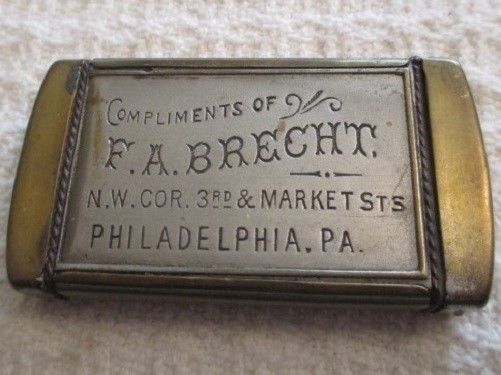 COMPLIMENTS OF
F. A. BRECHT.
N.W. COR. 3RD & MARKET STS
PHILADELPHIA, PA.